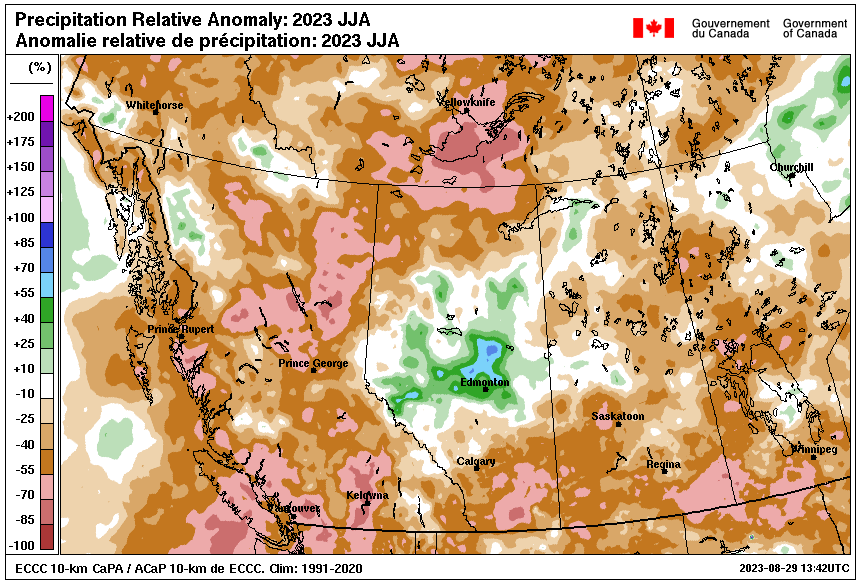 Precipitation Relative Anomaly: 2023 JJA
Anomalie relative de précipitation: 2023 JJA
Gouvernement du Canada
Government of Canada
(%)
+200
+175
+150
+125
+100
+85
+70
+55
+40
+25
+10
-10
-25
-40
-55
-70
-85
-100
Whitehorse
Yellowknife
Churchill
Prince Rupert
Prince George
Edmonton
Saskatoon
Calgary
Regina
Winnipeg
Kelowna
Vancouver
ECCC 10-km CaPA / ACaP 10-km de ECCC. Clim: 1991-2020
2023-08-29 13:42UTC